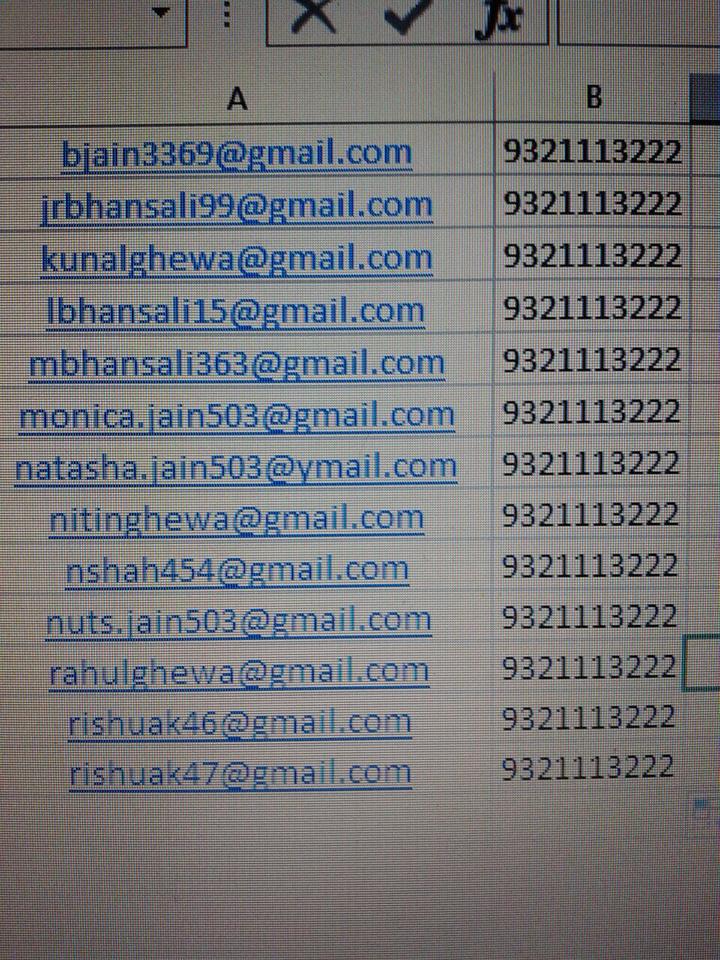 fx
A B
bjain3369@gmail.com 9321113222
jrbhansali99@gmail.com 9321113222
kunalghewa@gmail.com 9321113222
lbhansali15@gmail.com 9321113222
mbhansali363@gmail.com 9321113222
monica.jain503@gmail.com 9321113222
natasha.jain503@ymail.com 9321113222
nitinghewa@gmail.com 9321113222
nshah454@gmail.com 9321113222
nuts.jain503@gmail.com 9321113222
rahulghewa@gmail.com 9321113222
rishuak46@gmail.com 9321113222
rishuak47@gmail.com 9321113222